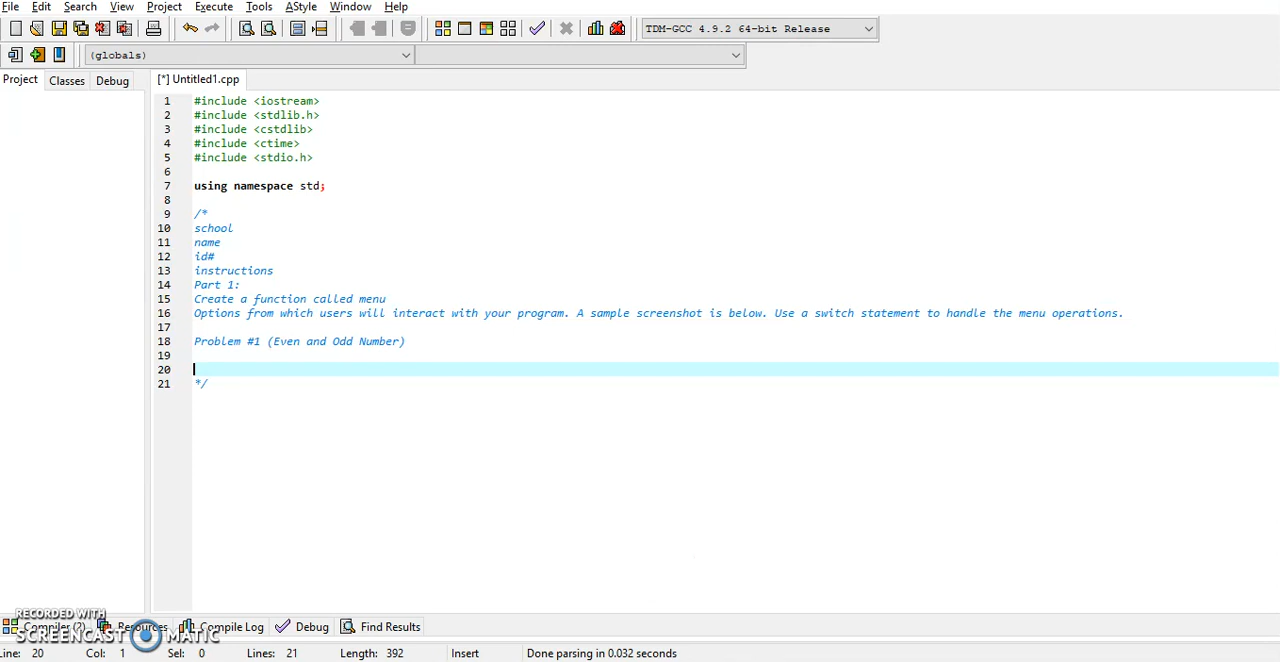 File Edit Search View Project Execute Tools AStyle Window Help
TDM-GCC 4.9.2 64-bit Release
(globals)
Project Classes Debug [*] Untitled1.cpp
1 #include <iostream>
2 #include <stdlib.h>
3 #include <cstdlib>
4 #include <ctime>
5 #include <stdio.h>
6
7 using namespace std;
8
9 /*
10 school
11 name
12 id#
13 instructions
14 Part 1:
15 Create a function called menu
16 Options from which users will interact with your program. A sample screenshot is below. Use a switch statement to handle the menu operations.
17
18 Problem #1 (Even and Odd Number)
19
20
21 */
RECORDED WITH
SCREENCAST MATIC
Compiler (2) Resources Compile Log Debug Find Results
Line: 20 Col: 1 Sel: 0 Lines: 21 Length: 392 Insert Done parsing in 0.032 seconds